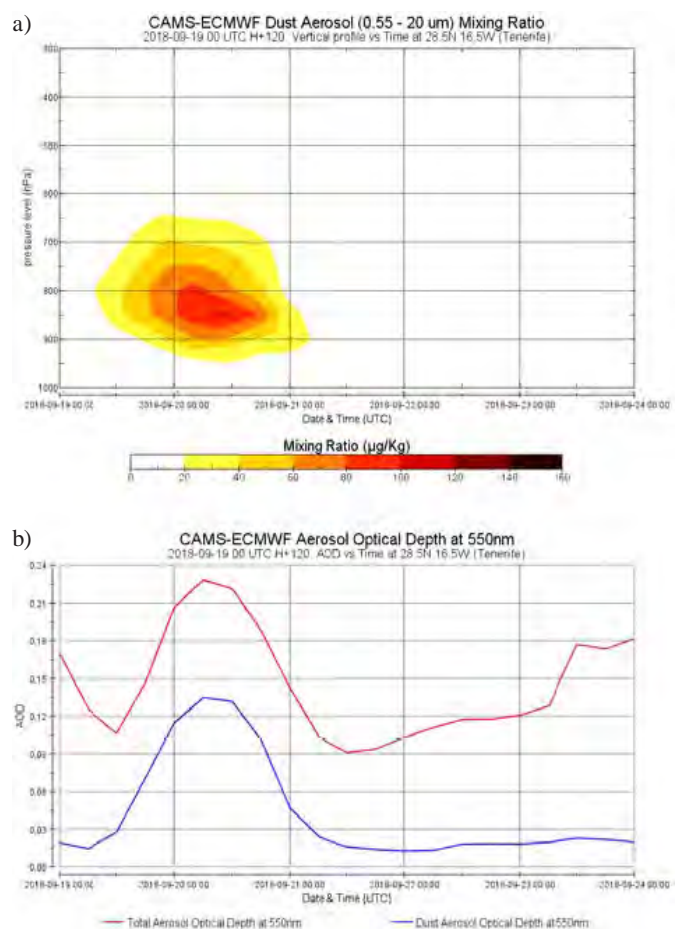 a)
CAMS-ECMWF Dust Aerosol (0.55 - 20 um) Mixing Ratio
2018-09-19 00 UTC H+120. Vertical profile vs Time at 28.5N 16.5W (Tenerife)
300
400
500
600
700
800
900
1000
pressure level (hPa)
2018-09-19 00:00 2018-09-20 00:00 2018-09-21 00:00 2018-09-22 00:00 2018-09-23 00:00 2018-09-24 00:00
Date & Time (UTC)
Mixing Ratio (µg/Kg)
0 20 40 60 80 100 120 140 160
b)
CAMS-ECMWF Aerosol Optical Depth at 550nm
2018-09-19 00 UTC H+120. AOD vs Time at 28.5N 16.5W (Tenerife)
0.24
0.21
0.18
0.15
0.12
0.09
0.06
0.03
0.00
AOD
2018-09-19 00:00 2018-09-20 00:00 2018-09-21 00:00 2018-09-22 00:00 2018-09-23 00:00 2018-09-24 00:00
Date & Time (UTC)
Total Aerosol Optical Depth at 550nm Dust Aerosol Optical Depth at 550nm